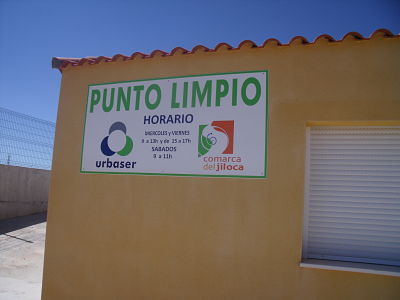 PUNTO LIMPIO
HORARIO
MIERCOLES y VIERNES
9 a 13h y de 15 a 17h
SABADOS
9 a 11h
urbaser
comarca
del jiloca